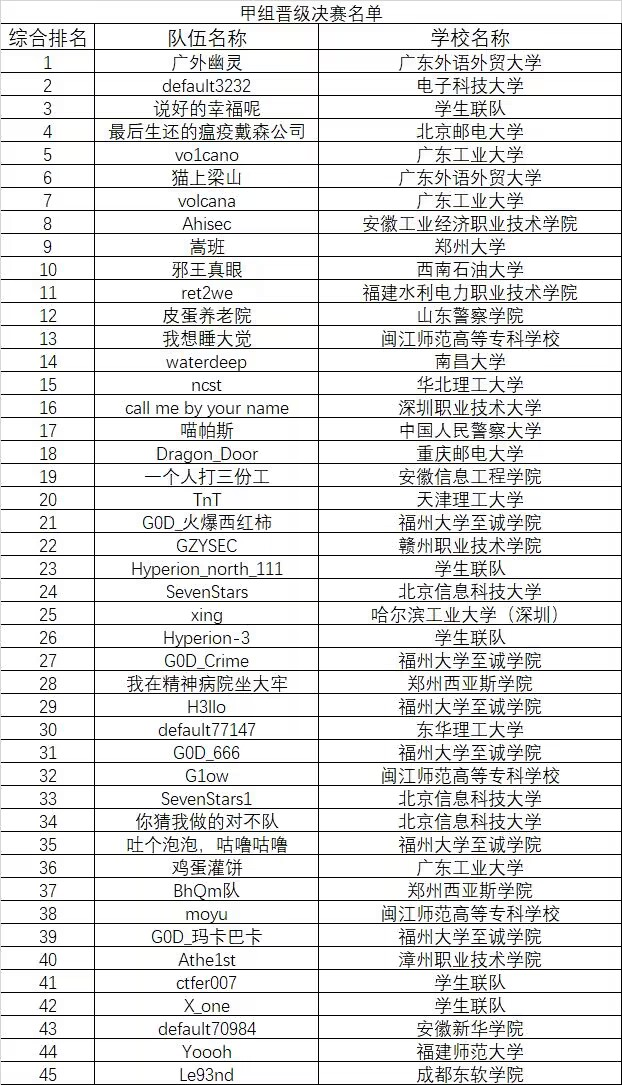 甲组晋级决赛名单
综合排名 队伍名称 学校名称
1 广外幽灵 广东外语外贸大学
2 default3232 电子科技大学
3 说好的幸福呢 学生联队
4 最后生还的瘟疫戴森公司 北京邮电大学
5 vo1cano 广东工业大学
6 猫上梁山 广东外语外贸大学
7 volcana 广东工业大学
8 Ahisec 安徽工业经济职业技术学院
9 嵩班 郑州大学
10 邪王真眼 西南石油大学
11 ret2we 福建水利电力职业技术学院
12 皮蛋养老院 山东警察学院
13 我想睡大觉 闽江师范高等专科学校
14 waterdeep 南昌大学
15 ncst 华北理工大学
16 call me by your name 深圳职业技术大学
17 喵帕斯 中国人民警察大学
18 Dragon_Door 重庆邮电大学
19 一个人打三份工 安徽信息工程学院
20 TnT 天津理工大学
21 G0D_火爆西红柿 福州大学至诚学院
22 GZYSEC 赣州职业技术学院
23 Hyperion_north_111 学生联队
24 SevenStars 北京信息科技大学
25 xing 哈尔滨工业大学（深圳）
26 Hyperion-3 学生联队
27 G0D_Crime 福州大学至诚学院
28 我在精神病院坐大牢 郑州西亚斯学院
29 H3llo 福州大学至诚学院
30 default77147 东华理工大学
31 G0D_666 福州大学至诚学院
32 G1ow 闽江师范高等专科学校
33 SevenStars1 北京信息科技大学
34 你猜我做的对不队 北京信息科技大学
35 吐个泡泡，咕噜咕噜 福州大学至诚学院
36 鸡蛋灌饼 广东工业大学
37 BhQm队 郑州西亚斯学院
38 moyu 闽江师范高等专科学校
39 G0D_玛卡巴卡 福州大学至诚学院
40 Athe1st 漳州职业技术学院
41 ctfer007 学生联队
42 X_one 学生联队
43 default70984 安徽新华学院
44 Yoooh 福建师范大学
45 Le93nd 成都东软学院